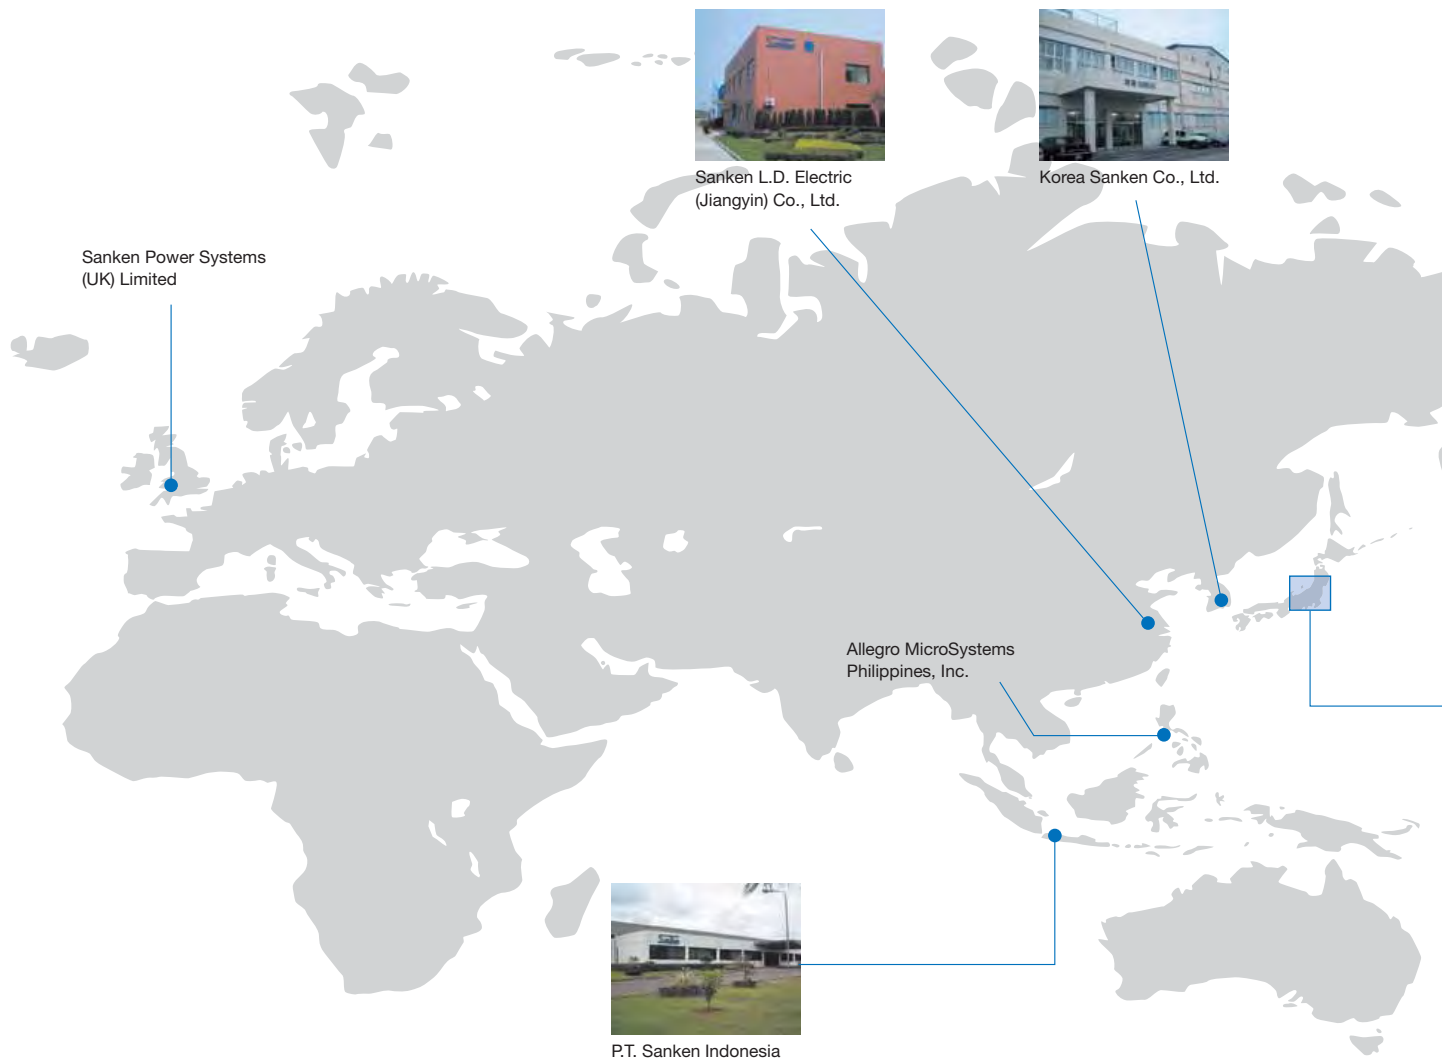 Sanken L.D. Electric
(Jiangyin) Co., Ltd.
Korea Sanken Co., Ltd.
Sanken Power Systems
(UK) Limited
Allegro MicroSystems
Philippines, Inc.
P.T. Sanken Indonesia